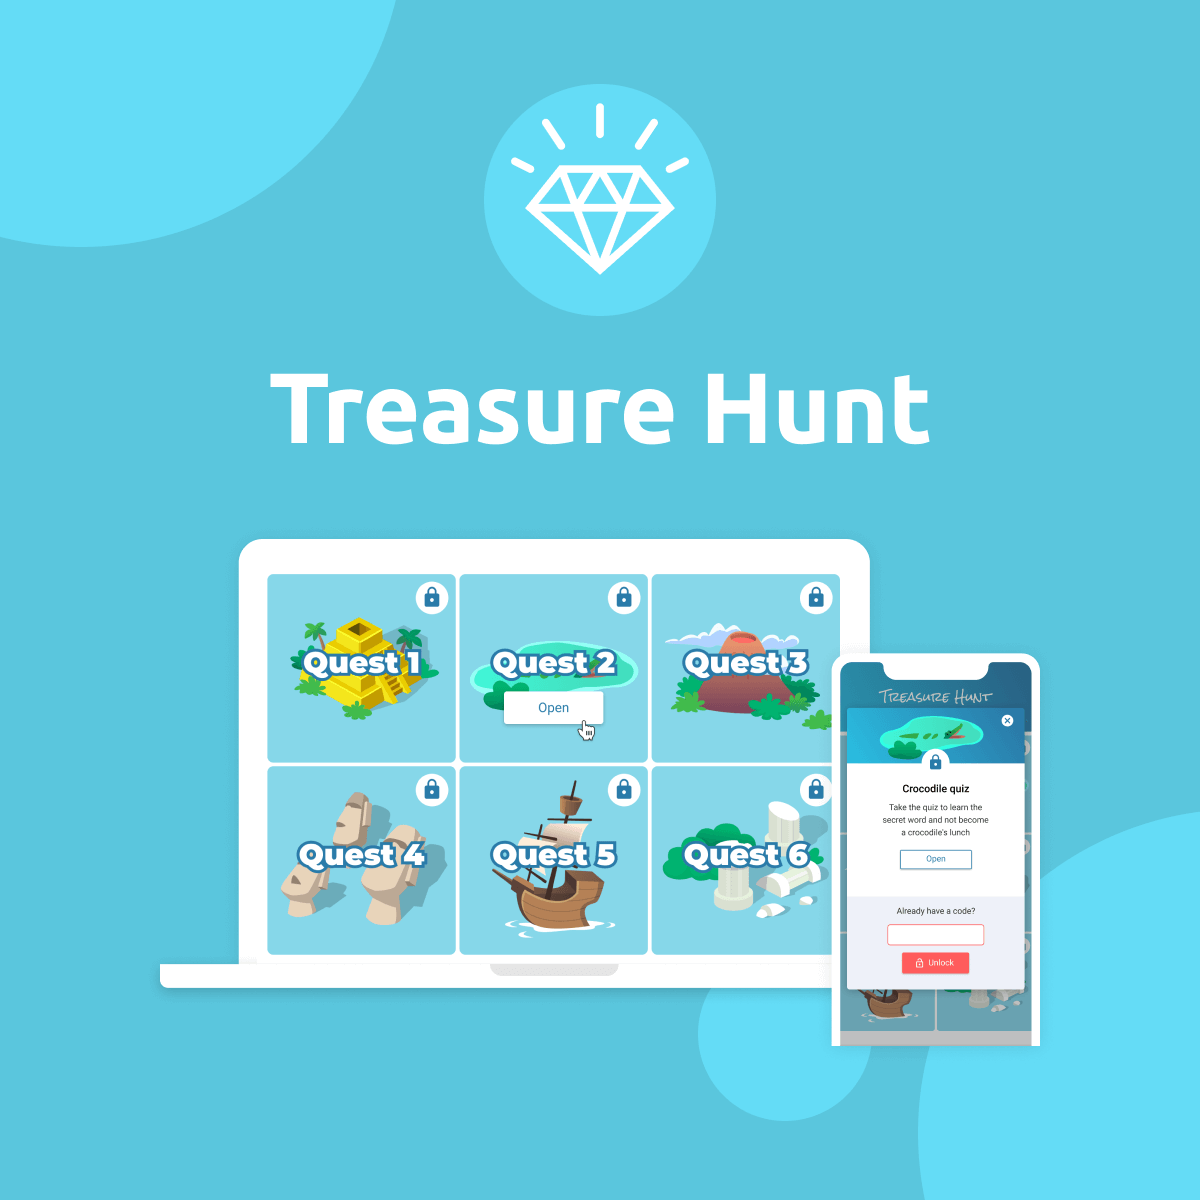 Treasure Hunt
Quest 1
Quest 2
Quest 3
Open
Quest 4
Quest 5
Quest 6
Treasure Hunt
Crocodile quiz
Take the quiz to learn the
secret word and not become
a crocodile's lunch
Open
Already have a code?
Unlock